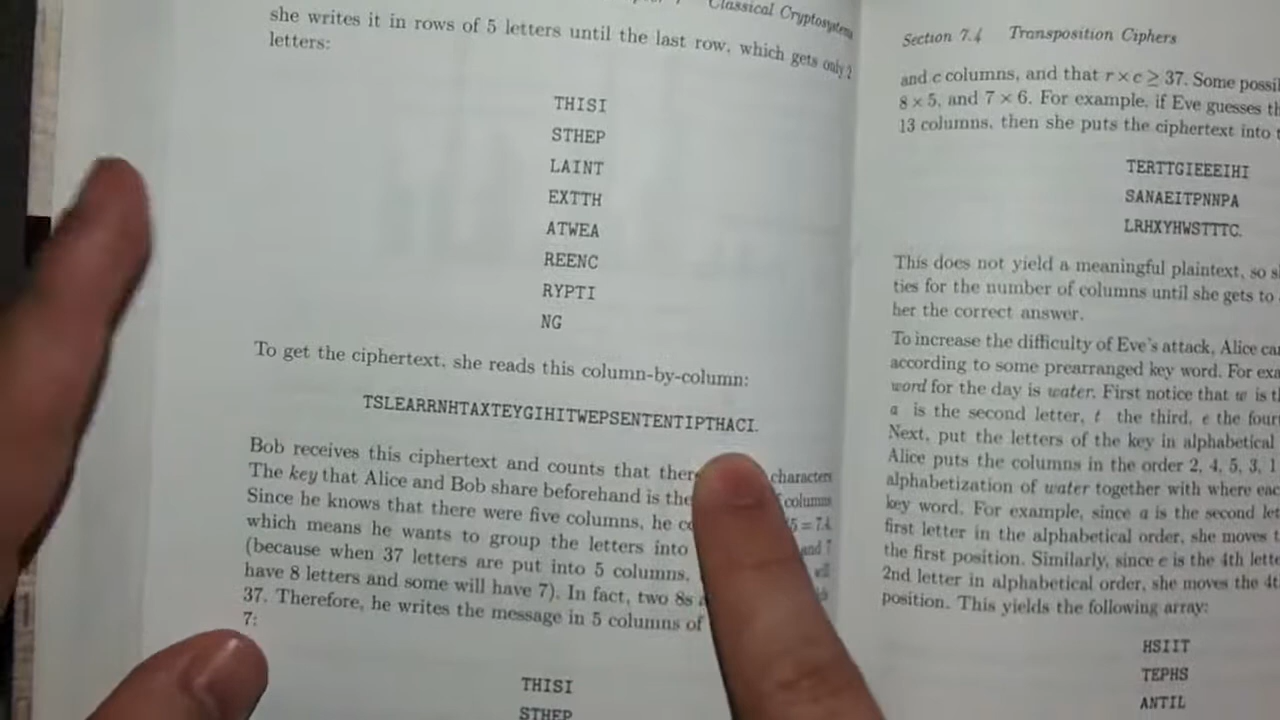 Classical Cryptosystems
she writes it in rows of 5 letters until the last row, which gets only 2
letters:
THISI
STHEP
LAINT
EXTTH
ATWEA
REENC
RYPTI
NG
To get the ciphertext, she reads this column-by-column:
TSLEARRNHTAXTEYGIHITWEPSENTENTIPTHACI.
Bob receives this ciphertext and counts that characters
The key that Alice and Bob share beforehand is the columns
Since he knows that there were five columns, he 5 = 7.4,
which means he wants to group the letters into and 7
(because when 37 letters are put into 5 columns, will
have 8 letters and some will have 7). In fact, two 8s
37. Therefore, he writes the message in 5 columns of
7:
THISI
STHEP
Section 7.4 Transposition Ciphers
and c columns, and that r × c ≥ 37. Some
8 × 5, and 7 × 6. For example, if Eve guesses
13 columns, then she puts the ciphertext into
TERTTGIEEEIHI
SANAEITPNNPA
LRHXYHWSTTTC.
This does not yield a meaningful plaintext, so
ties for the number of columns until she gets to
her the correct answer.
To increase the difficulty of Eve's attack, Alice
according to some prearranged key word. For
word for the day is water. First notice that w is
a is the second letter, t the third, e the
Next, put the letters of the key in alphabetical
Alice puts the columns in the order 2, 4, 5, 3, 1
alphabetization of water together with where
key word. For example, since a is the second
first letter in the alphabetical order, she moves
the first position. Similarly, since e is the 4th
2nd letter in alphabetical order, she moves the
position. This yields the following array:
HSIIT
TEPHS
ANTIL